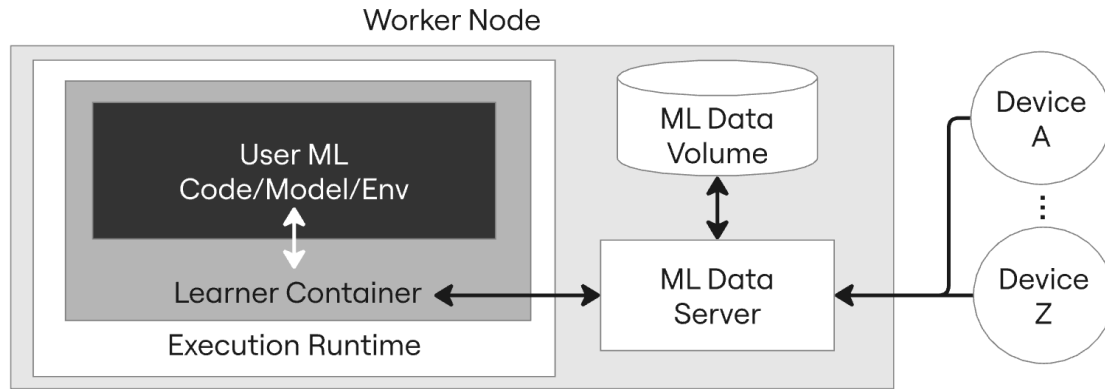 Worker Node
User ML
Code/Model/Env
Learner Container
Execution Runtime
ML Data
Volume
ML Data
Server
Device
A
Device
Z